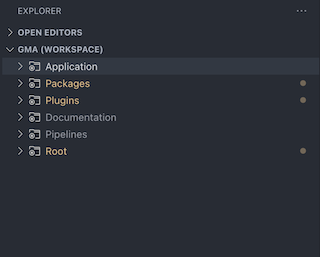 EXPLORER
OPEN EDITORS
GMA (WORKSPACE)
Application
Packages
Plugins
Documentation
Pipelines
Root